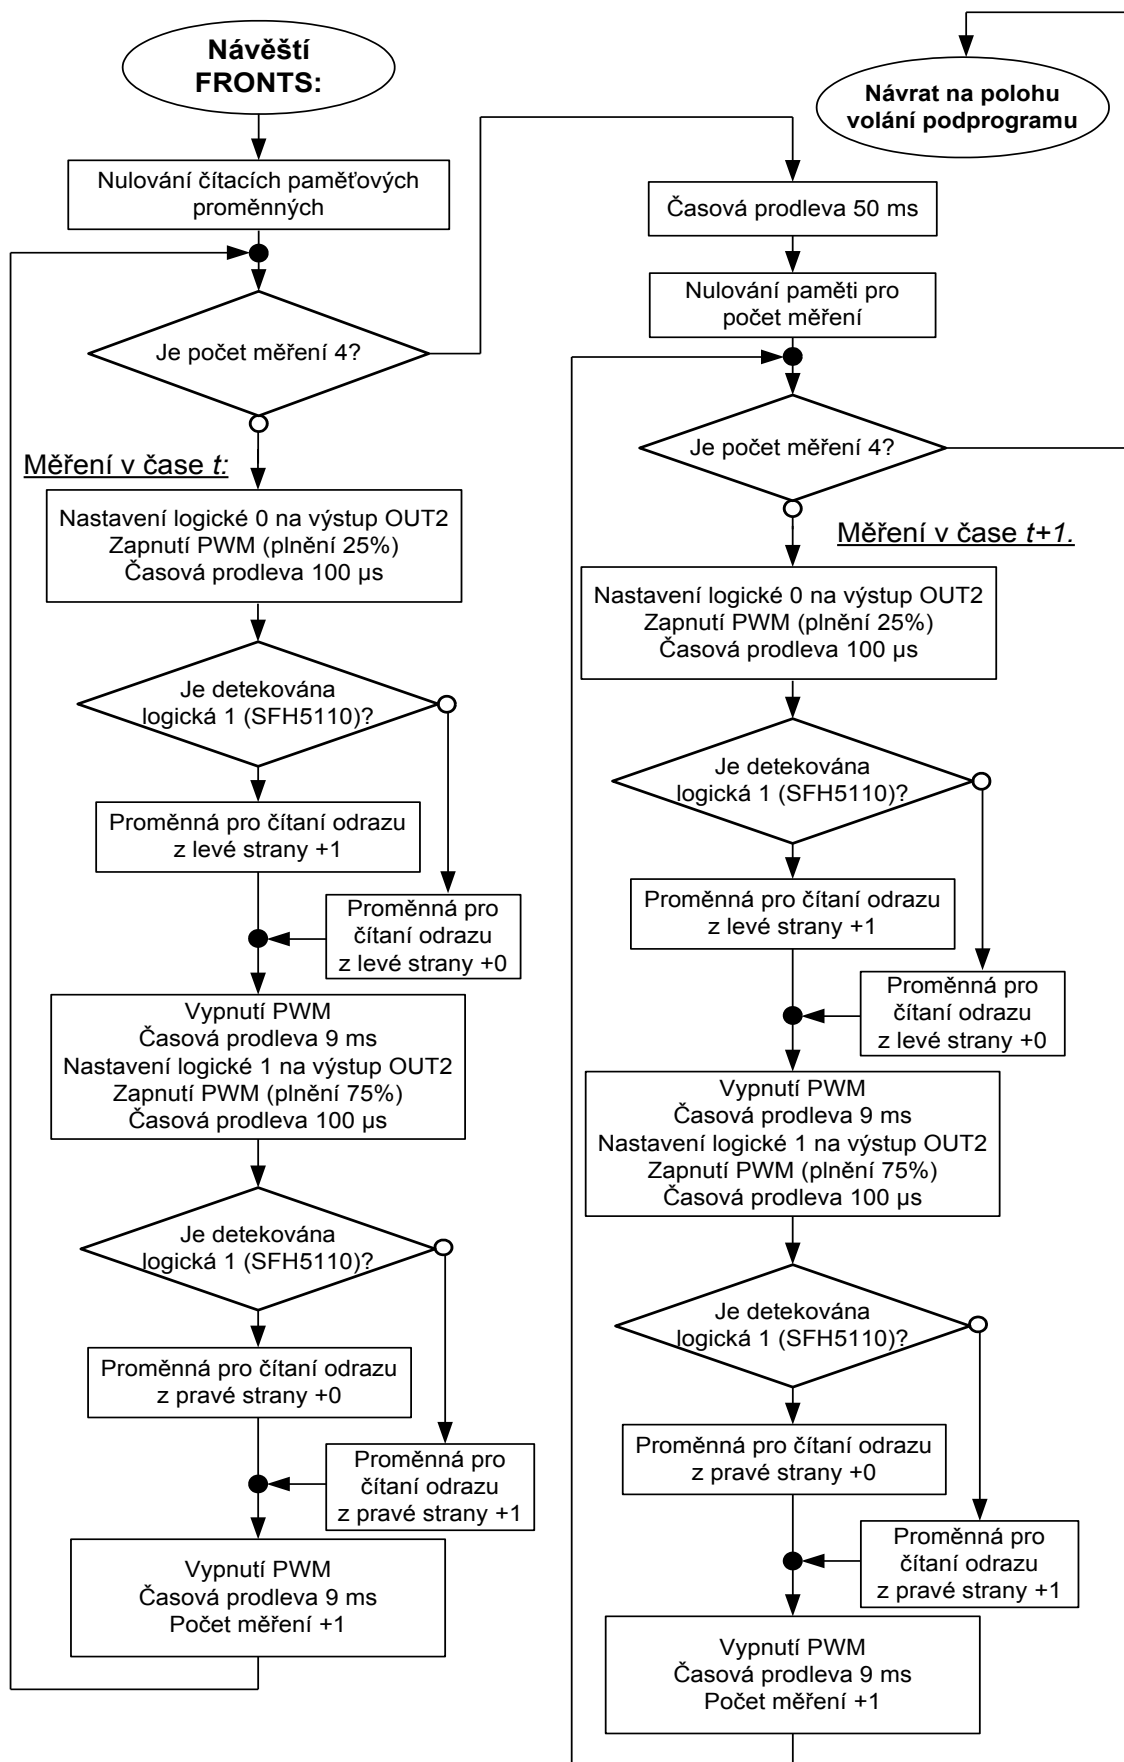 Návěští
FRONTS:
Nulování čítacích paměťových
proměnných
Je počet měření 4?
Měření v čase t:
Nastavení logické 0 na výstup OUT2
Zapnutí PWM (plnění 25%)
Časová prodleva 100 µs
Je detekována
logická 1 (SFH5110)?
Proměnná pro čítaní odrazu
z levé strany +1
Proměnná pro
čítaní odrazu
z levé strany +0
Vypnutí PWM
Časová prodleva 9 ms
Nastavení logické 1 na výstup OUT2
Zapnutí PWM (plnění 75%)
Časová prodleva 100 µs
Je detekována
logická 1 (SFH5110)?
Proměnná pro čítaní odrazu
z pravé strany +0
Proměnná pro
čítaní odrazu
z pravé strany +1
Vypnutí PWM
Časová prodleva 9 ms
Počet měření +1
Návrat na polohu
volání podprogramu
Časová prodleva 50 ms
Nulování paměti pro
počet měření
Je počet měření 4?
Měření v čase t+1.
Nastavení logické 0 na výstup OUT2
Zapnutí PWM (plnění 25%)
Časová prodleva 100 µs
Je detekována
logická 1 (SFH5110)?
Proměnná pro čítaní odrazu
z levé strany +1
Proměnná pro
čítaní odrazu
z levé strany +0
Vypnutí PWM
Časová prodleva 9 ms
Nastavení logické 1 na výstup OUT2
Zapnutí PWM (plnění 75%)
Časová prodleva 100 µs
Je detekována
logická 1 (SFH5110)?
Proměnná pro čítaní odrazu
z pravé strany +0
Proměnná pro
čítaní odrazu
z pravé strany +1
Vypnutí PWM
Časová prodleva 9 ms
Počet měření +1